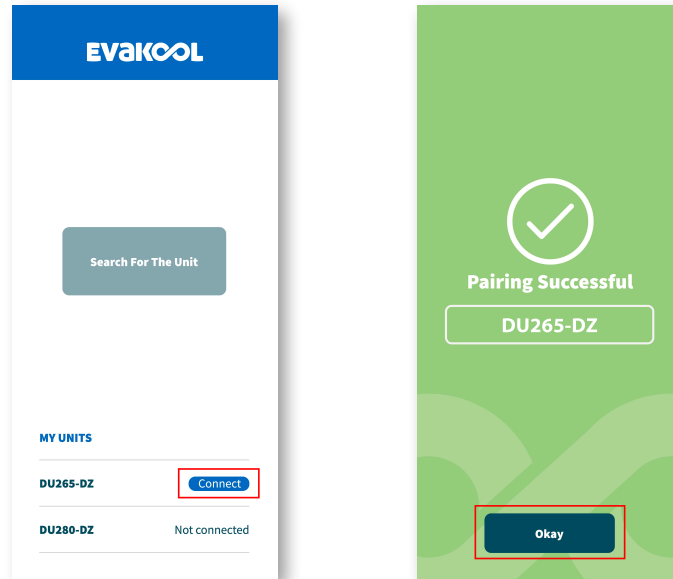 EVAKOOL
Search For The Unit
MY UNITS
DU265-DZ Connect
DU280-DZ Not connected
Pairing Successful
DU265-DZ
Okay